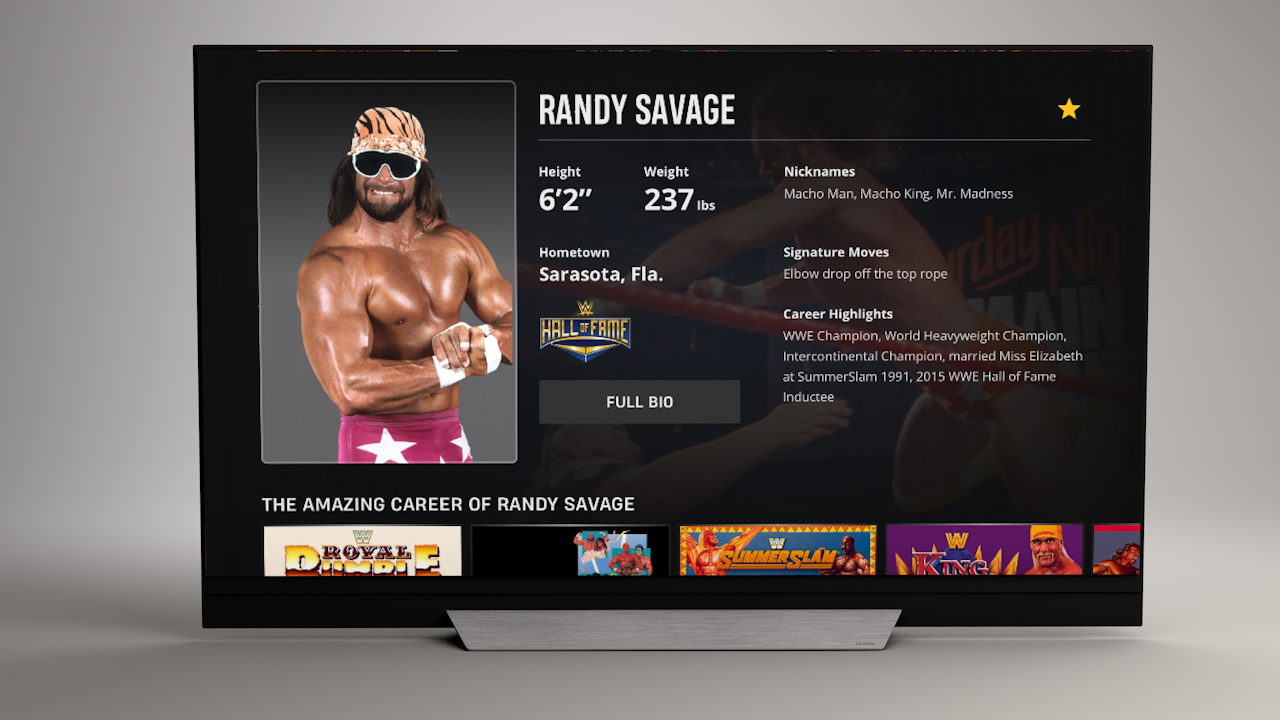 RANDY SAVAGE
Height
6’2”
Weight
237 lbs
Nicknames
Macho Man, Macho King, Mr. Madness
Hometown
Sarasota, Fla.
Signature Moves
Elbow drop off the top rope
HALL OF FAME
Career Highlights
WWE Champion, World Heavyweight Champion,
Intercontinental Champion, married Miss Elizabeth
at SummerSlam 1991, 2015 WWE Hall of Fame
Inductee
FULL BIO
THE AMAZING CAREER OF RANDY SAVAGE
ROYAL
RUMBLE
SUMMERSLAM
KING